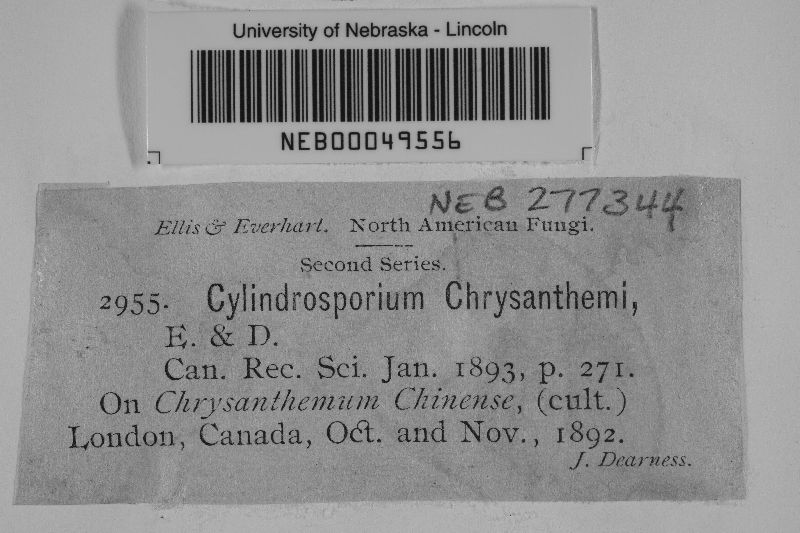 University of Nebraska - Lincoln
NEB00049556
NEB 277344
Ellis & Everhart. North American Fungi.
Second Series.
2955. Cylindrosporium Chrysanthemi,
E. & D.
Can. Rec. Sci. Jan. 1893, p. 271.
On Chrysanthemum Chinense, (cult.)
London, Canada, Oct. and Nov., 1892.
J. Dearness.